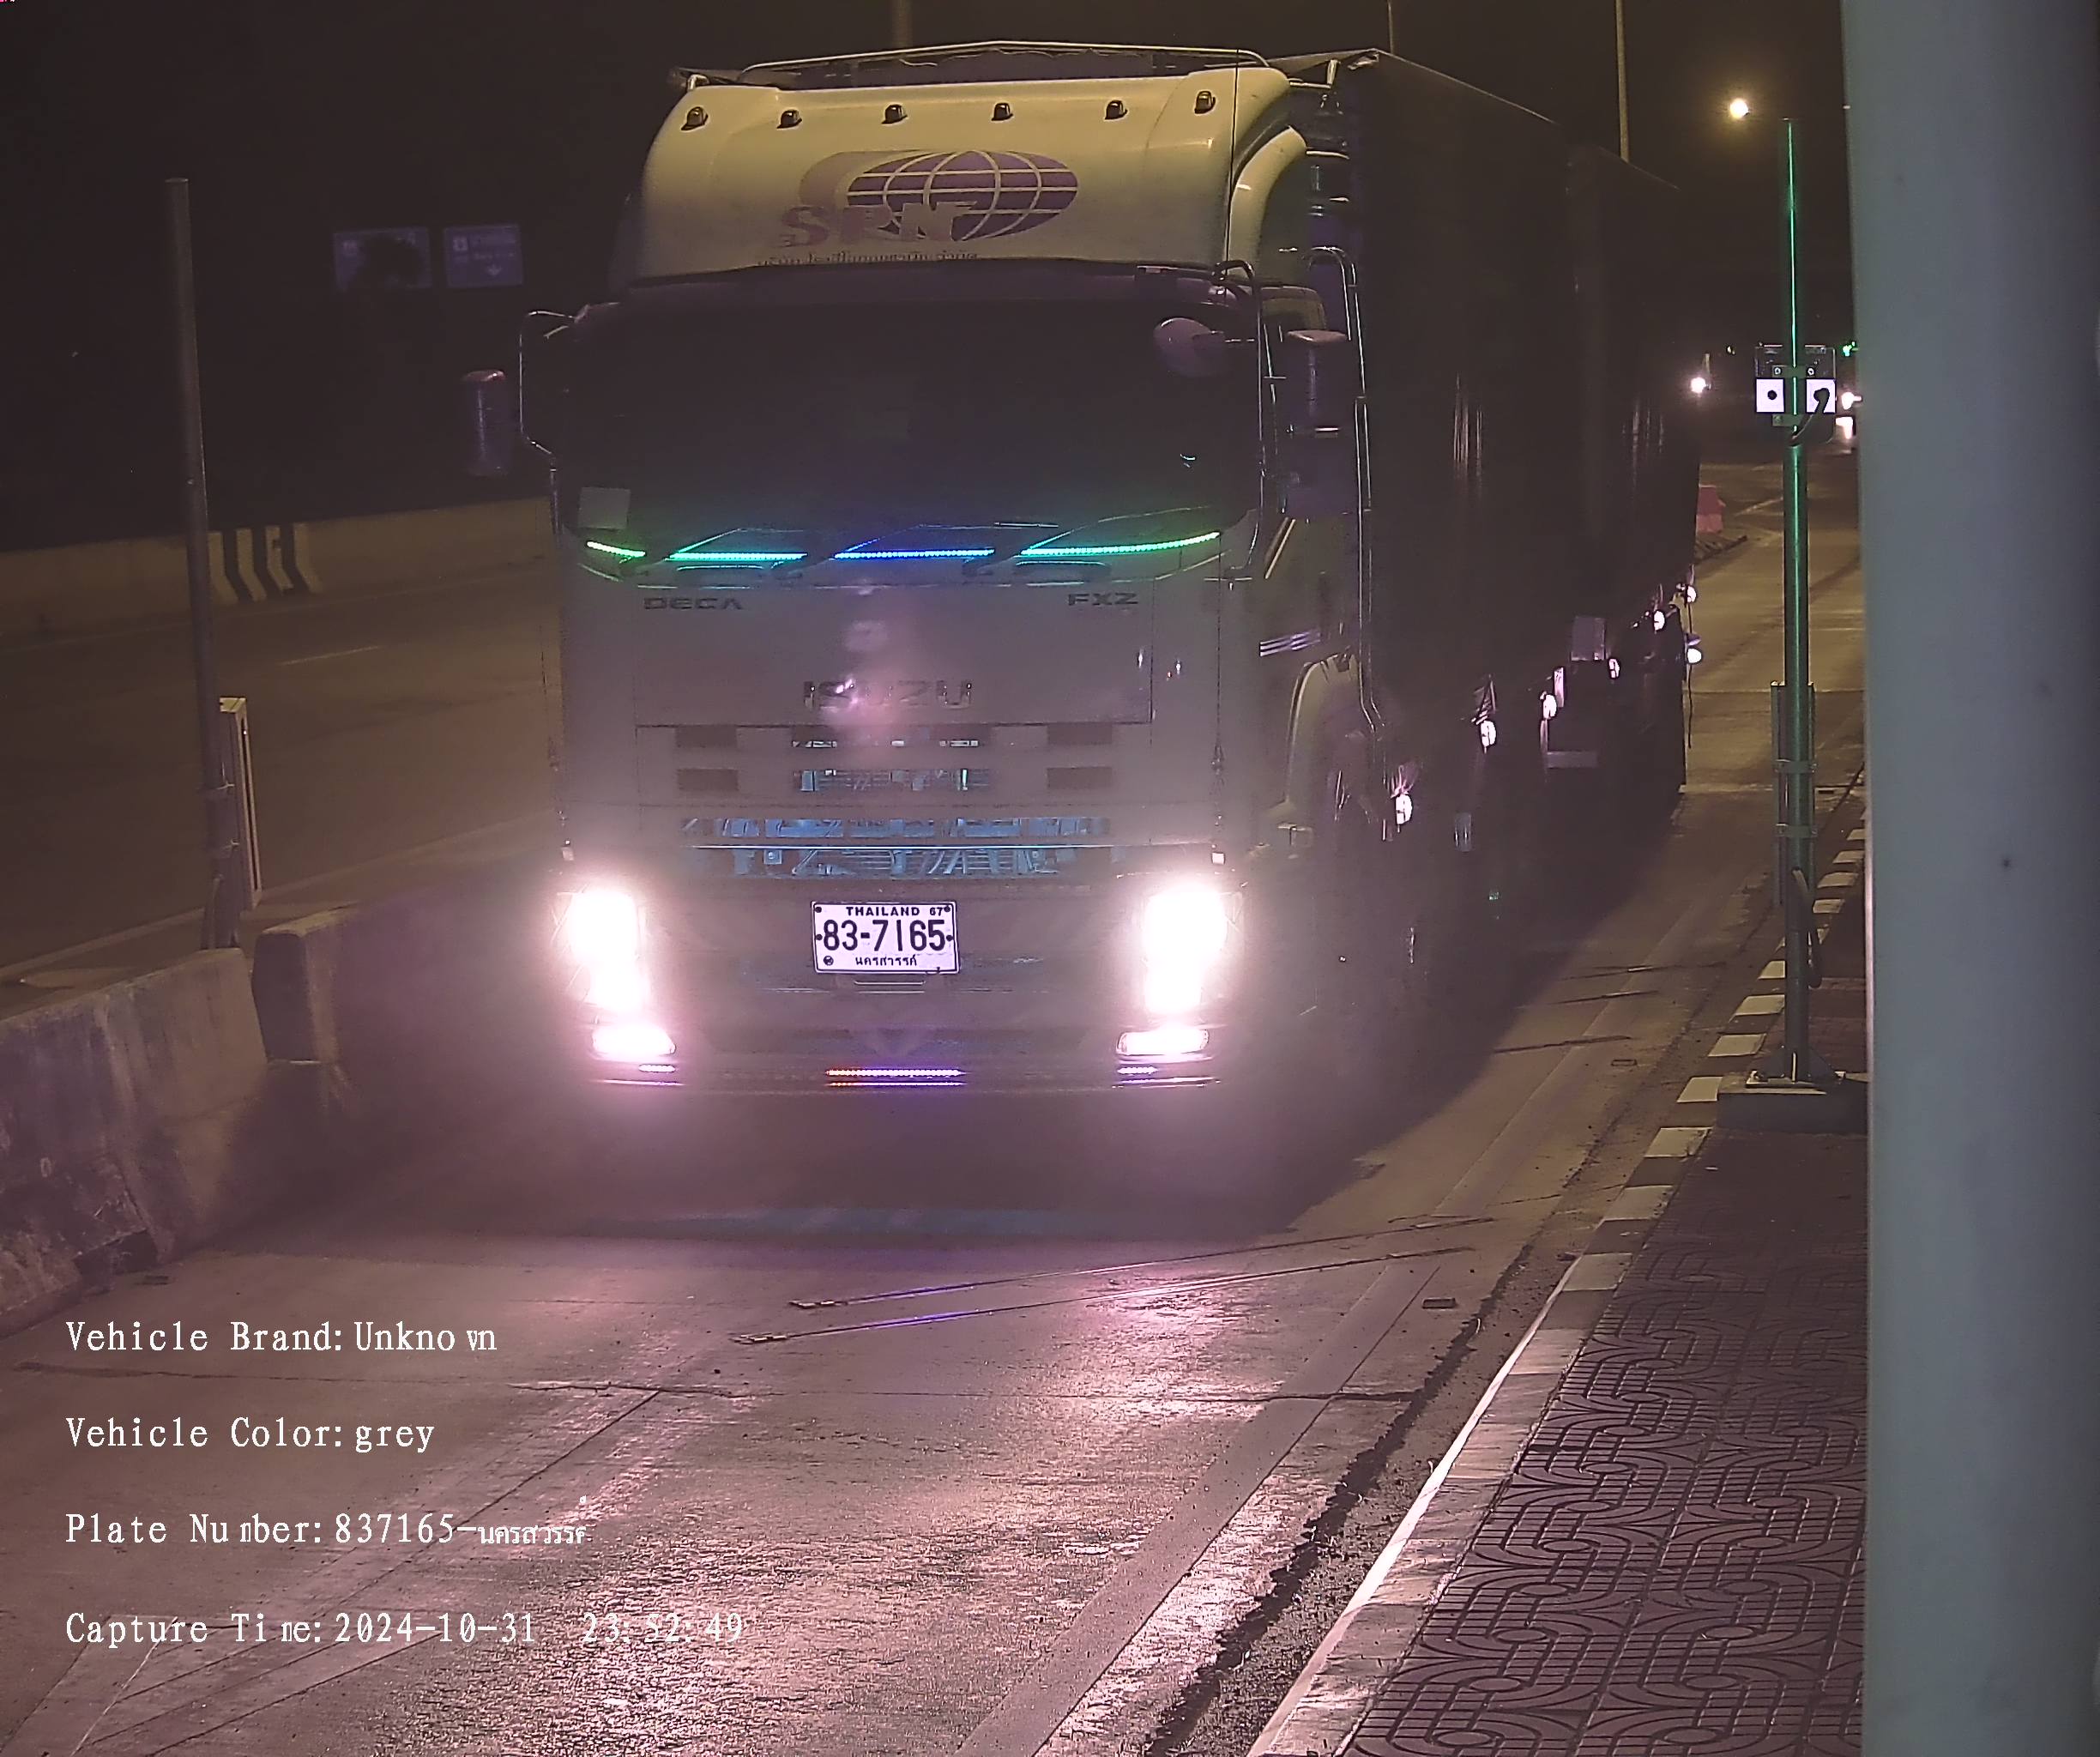 SRN
DECA FXZ
ISUZU
THAILAND 67
83-7165
นครสวรรค์
Vehicle Brand:Unknown
Vehicle Color:grey
Plate Number:837165-นครสวรรค์
Capture Time:2024-10-31 23:52:49